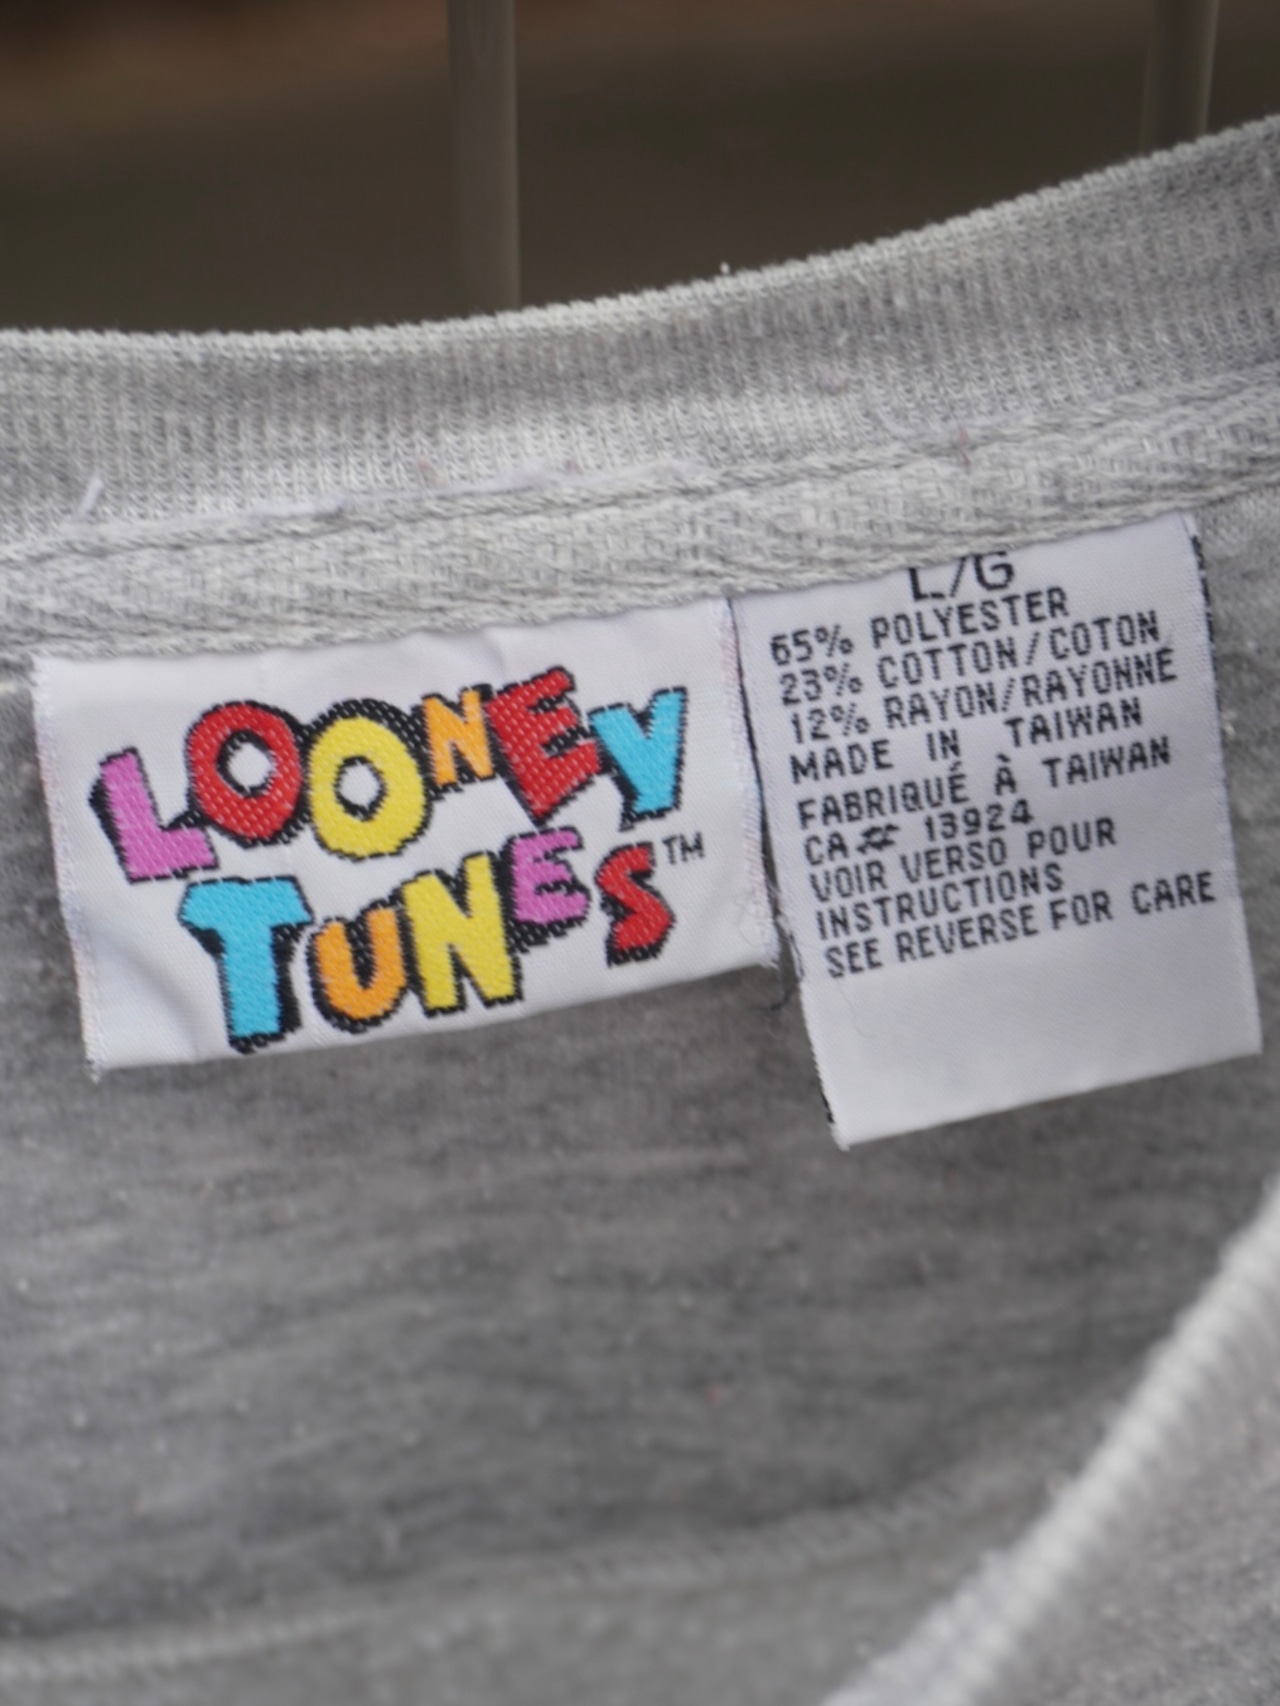 LOONEY
TUNES™
L/G
65% POLYESTER
23% COTTON/COTON
12% RAYON/RAYONNE
MADE IN TAIWAN
FABRIQUÉ À TAIWAN
CA# 13924
VOIR VERSO POUR
INSTRUCTIONS
SEE REVERSE FOR CARE